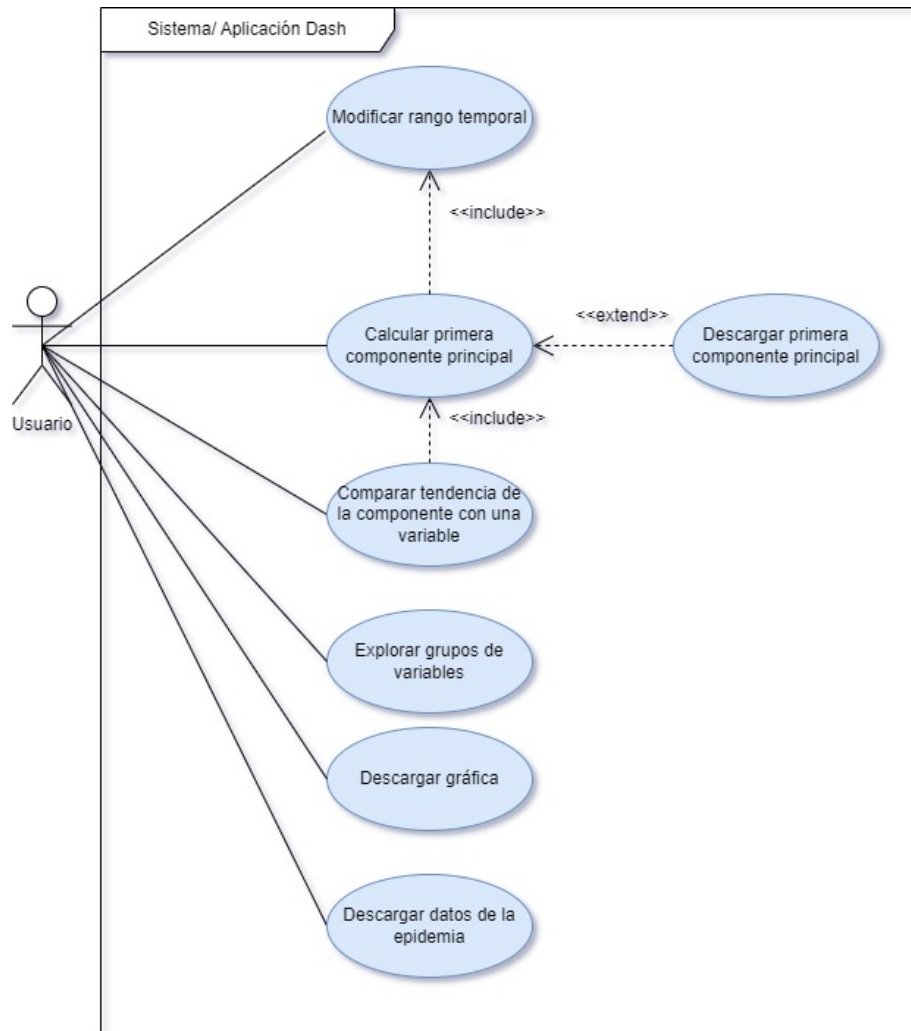 Sistema/ Aplicación Dash
Modificar rango temporal
<<include>>
Calcular primera
componente principal
<<extend>>
Descargar primera
componente principal
<<include>>
Usuario
Comparar tendencia de
la componente con una
variable
Explorar grupos de
variables
Descargar gráfica
Descargar datos de la
epidemia